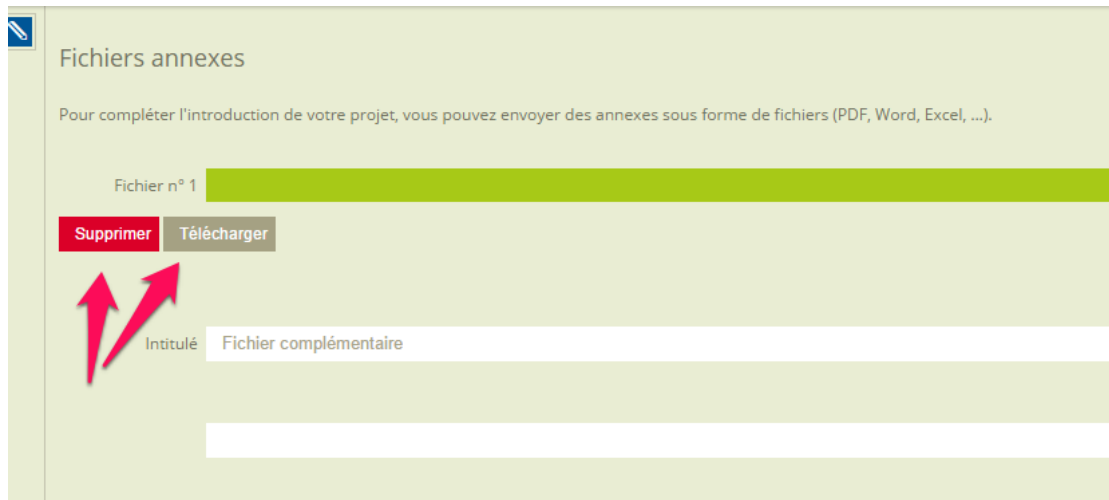 Fichiers annexes
Pour compléter l'introduction de votre projet, vous pouvez envoyer des annexes sous forme de fichiers (PDF, Word, Excel, ...).
Fichier n° 1
Supprimer Télécharger
Intitulé Fichier complémentaire